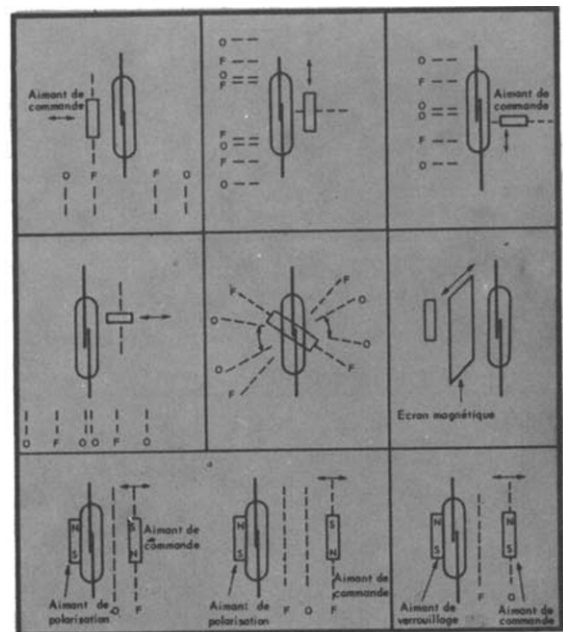 Aimant de
commande
O F F O
O
F
O
F
F
O
F
O
O
F
O
O
F
O
Aimant de
commande
O F O O F O
F
O
O
F
O
F
Ecran magnétique
N S
S N
Aimant de
commande
Aimant de
polarisation
O F
N S
S N
Aimant de
commande
Aimant de
polarisation
F O F
N N
S S
F
O
Aimant de
verrouillage
Aimant de
commande